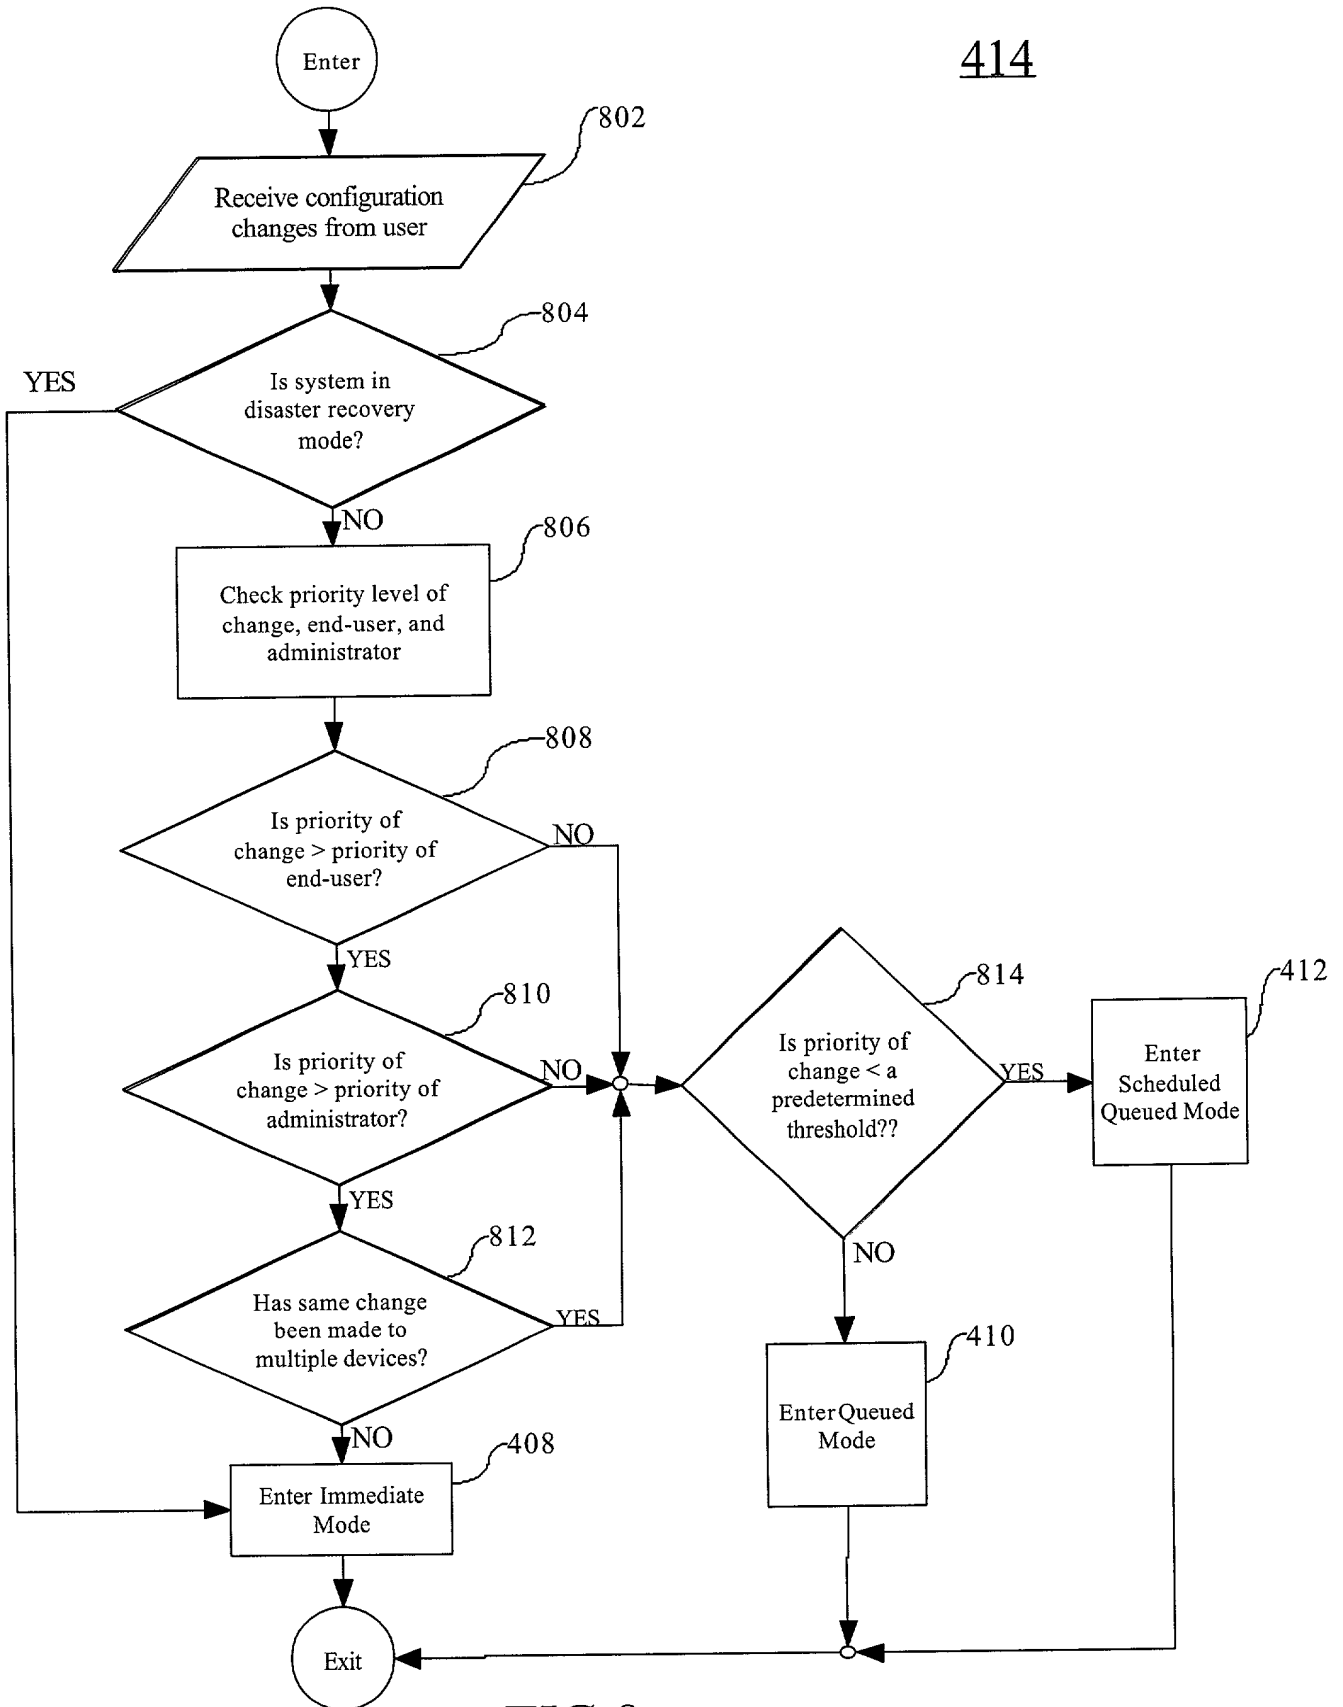 Enter
414
802
Receive configuration
changes from user
804
YES
Is system in
disaster recovery
mode?
NO
806
Check priority level of
change, end-user, and
administrator
808
Is priority of
change > priority of
end-user?
NO
YES
810
Is priority of
change > priority of
administrator?
NO
YES
812
Has same change
been made to
multiple devices?
YES
NO
408
Enter Immediate
Mode
Exit
814
Is priority of
change < a
predetermined
threshold??
YES
412
Enter
Scheduled
Queued Mode
NO
410
Enter Queued
Mode